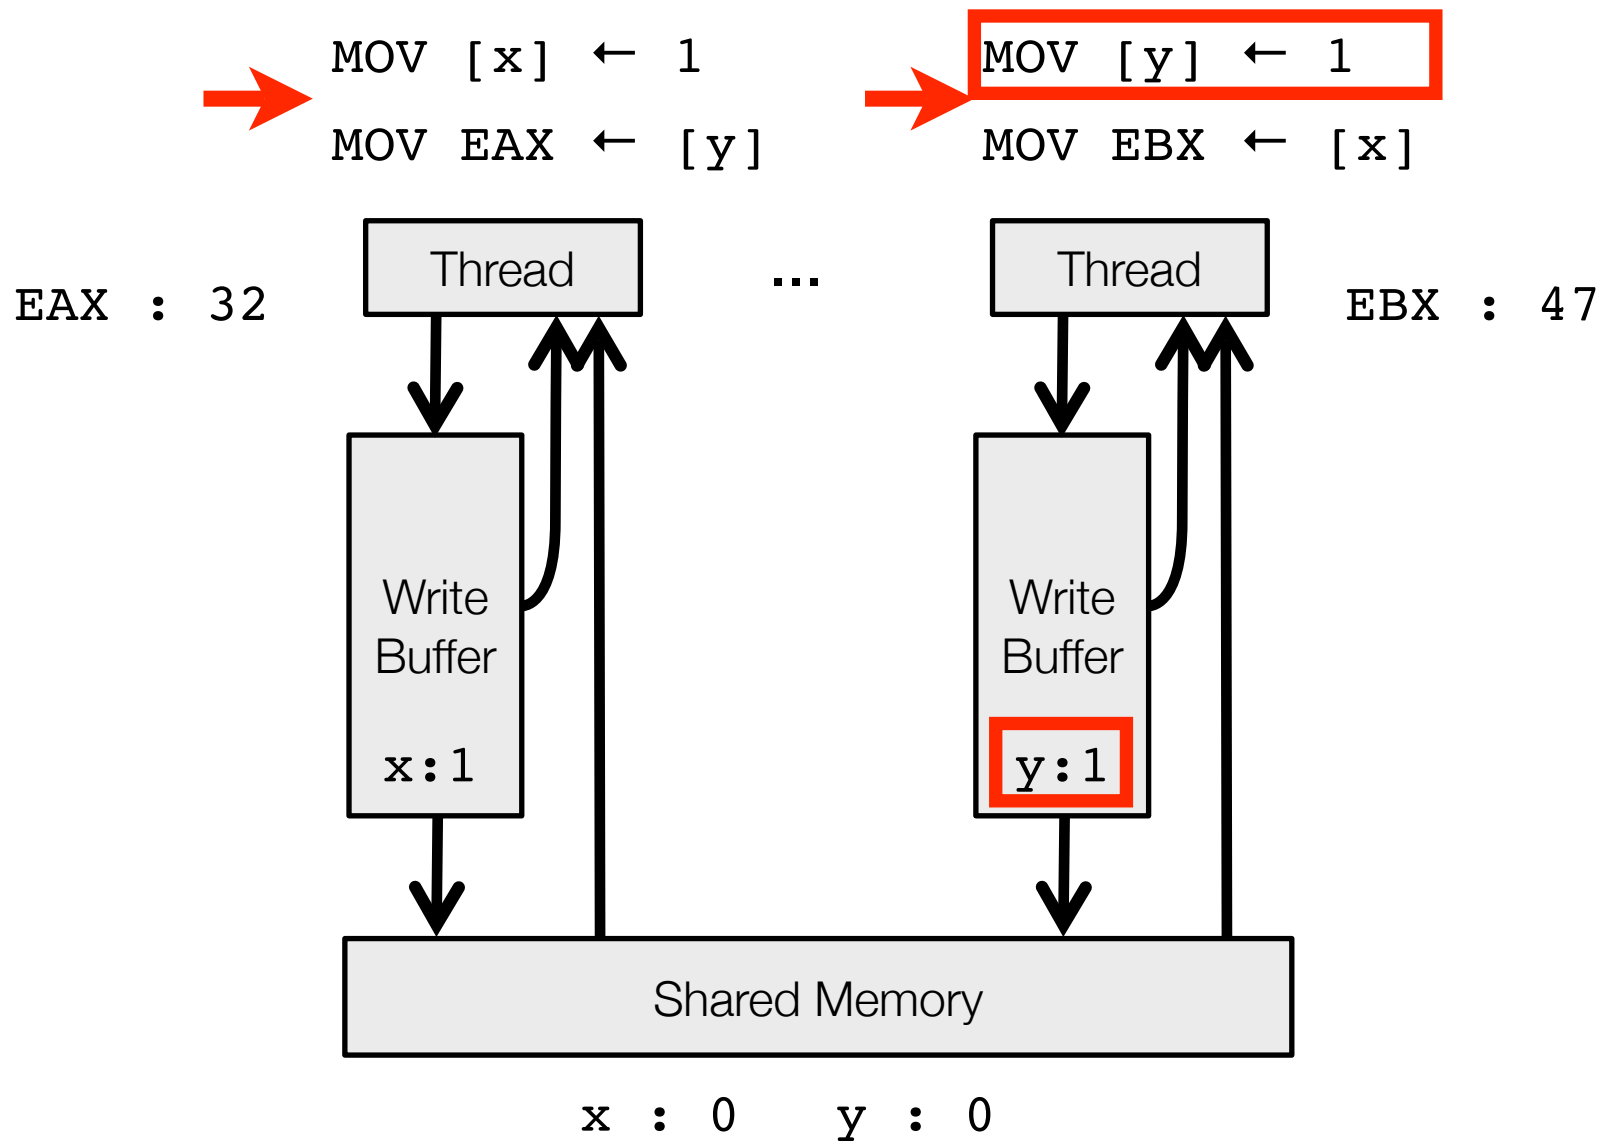 MOV [x] ← 1 MOV [y] ← 1
MOV EAX ← [y] MOV EBX ← [x]
Thread ... Thread
EAX : 32 EBX : 47
Write Write
Buffer Buffer
x:1 y:1
Shared Memory
x : 0 y : 0